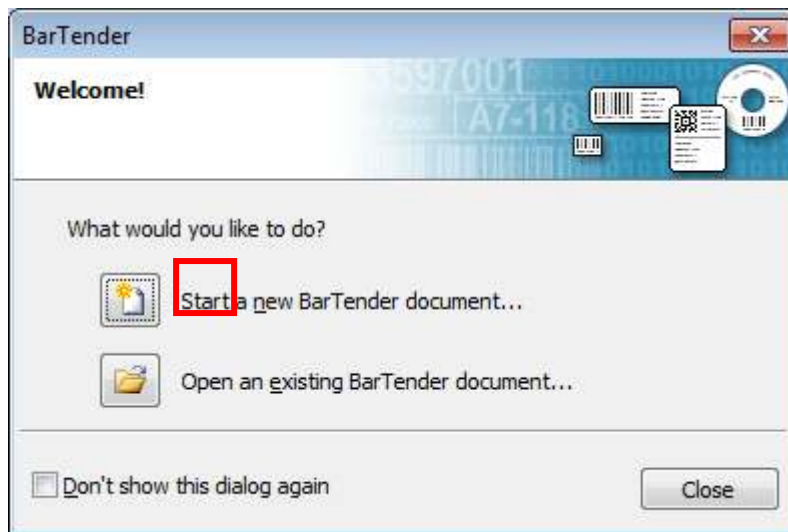 BarTender
Welcome!
3597001
A7-118
What would you like to do?
Start a new BarTender document...
Open an existing BarTender document...
Don't show this dialog again
Close